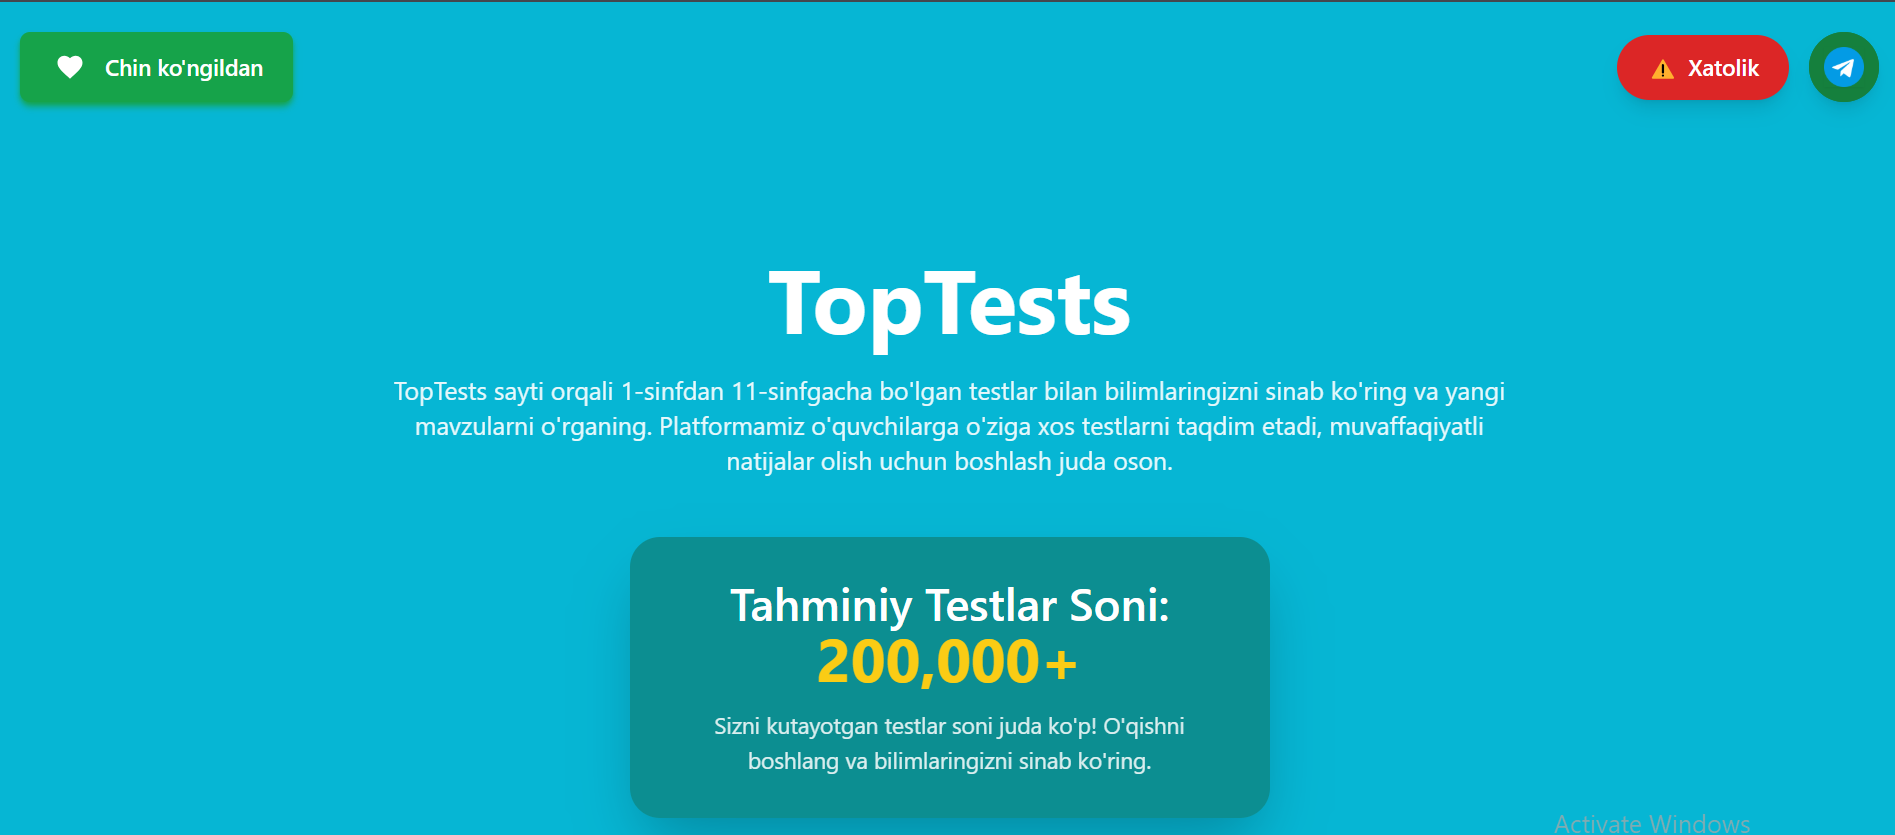 Chin ko'ngildan
Xatolik
TopTests
TopTests sayti orqali 1-sinfdan 11-sinfgacha bo'lgan testlar bilan bilimlaringizni sinab ko'ring va yangi
mavzularni o'rganing. Platformamiz o'quvchilarga o'ziga xos testlarni taqdim etadi, muvaffaqiyatli
natijalar olish uchun boshlash juda oson.
Tahminiy Testlar Soni:
200,000+
Sizni kutayotgan testlar soni juda ko'p! O'qishni
boshlang va bilimlaringizni sinab ko'ring.
Activate Windows